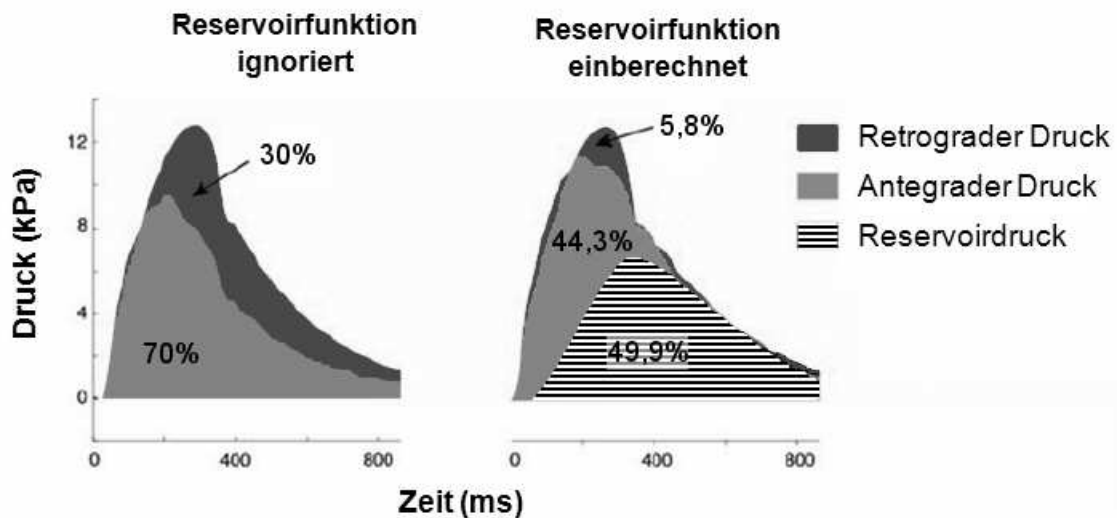 Reservoirfunktion
ignoriert
Reservoirfunktion
einberechnet
Druck (kPa)
12
8
4
0
30%
70%
0
400
800
5,8%
44,3%
49,9%
0
400
800
Zeit (ms)
Retrograder Druck
Antegrader Druck
Reservoirdruck